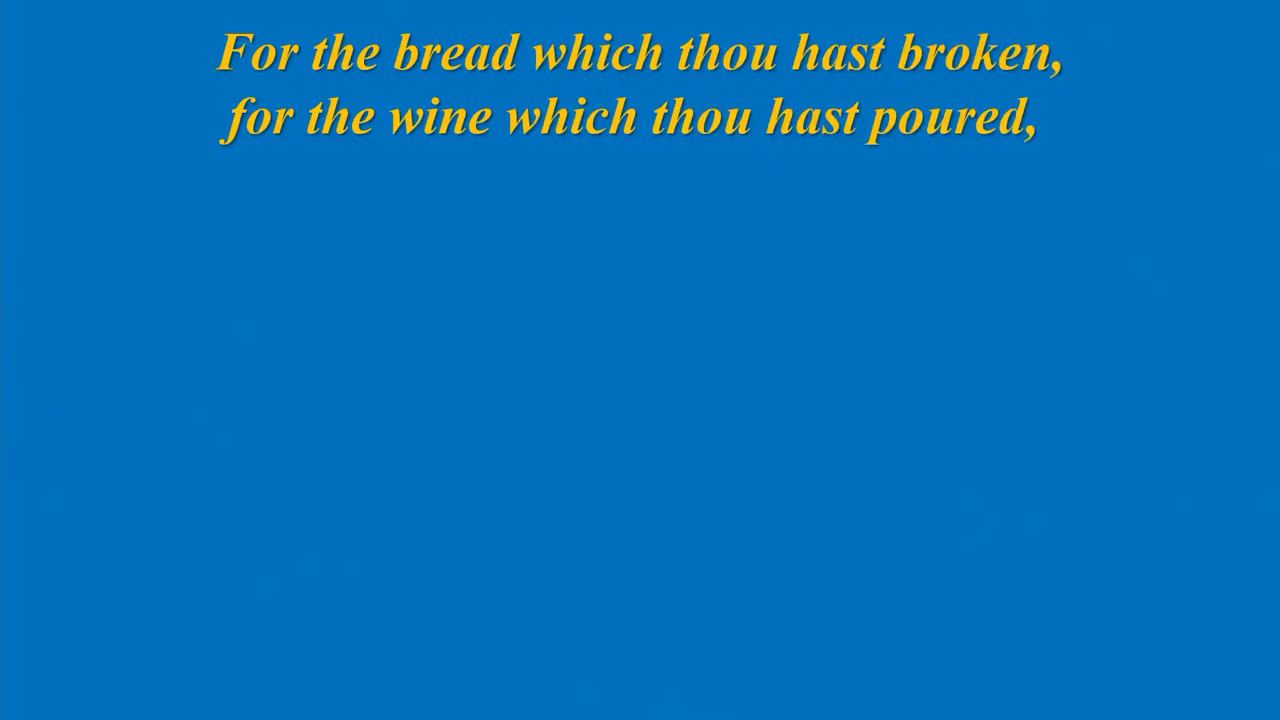 For the bread which thou hast broken,
for the wine which thou hast poured,